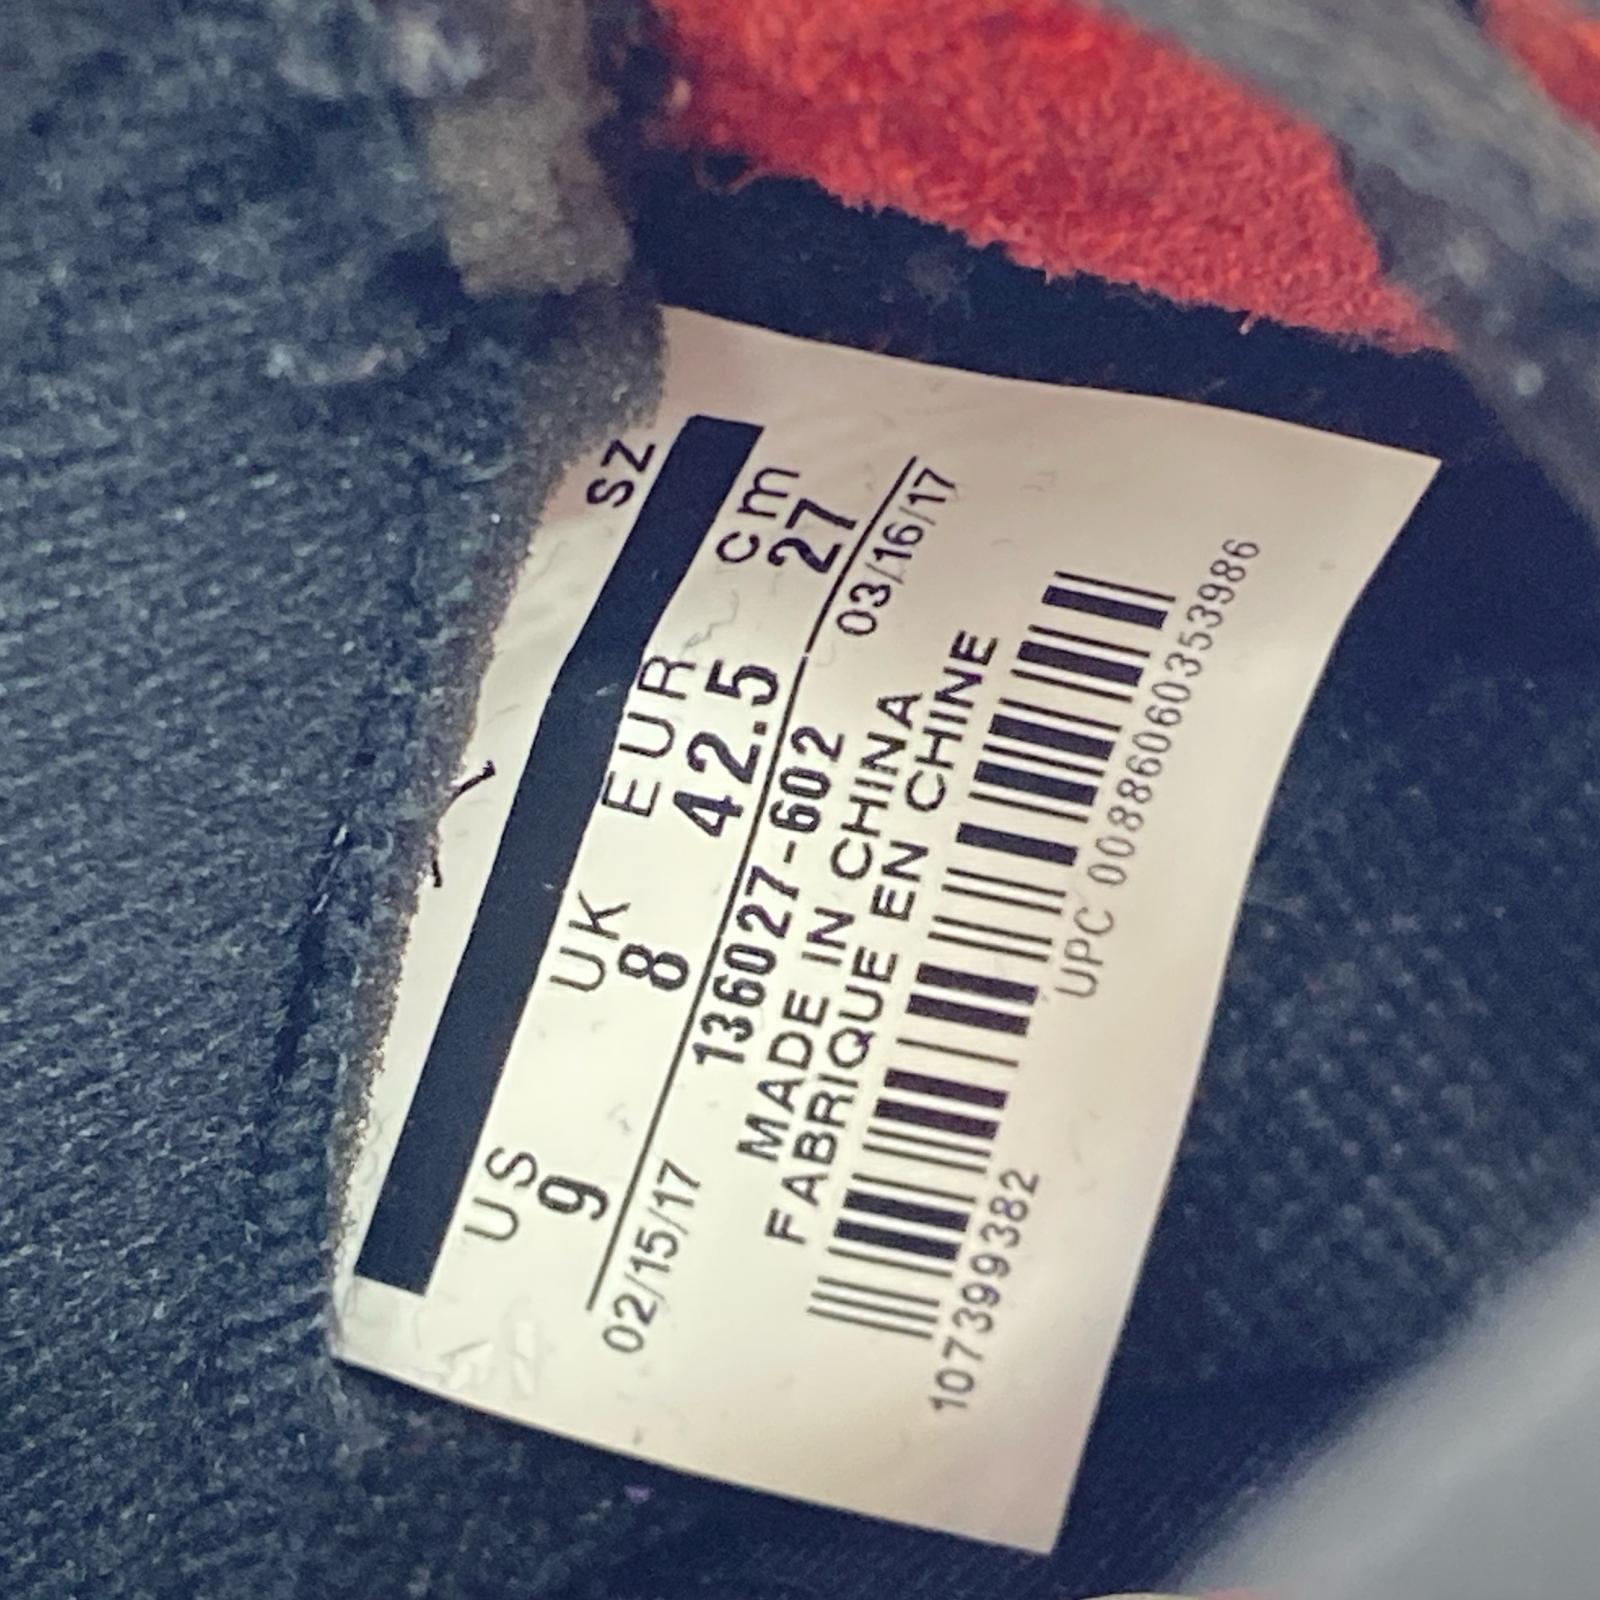 SZ
US UK EUR cm
9 8 42.5 27
02/15/17 136027-602 03/16/17
MADE IN CHINA
FABRIQUE EN CHINE
UPC 00886060353986
1073999382